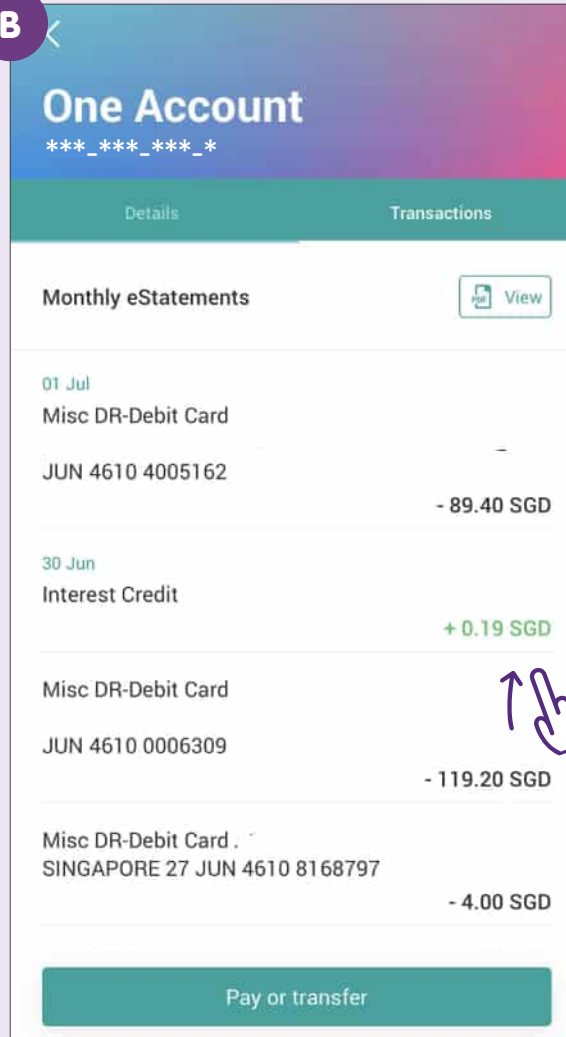 B
One Account
***-***-***-*
Details
Transactions
Monthly eStatements
PDF View
01 Jul
Misc DR-Debit Card
JUN 4610 4005162
- 89.40 SGD
30 Jun
Interest Credit
+ 0.19 SGD
Misc DR-Debit Card
JUN 4610 0006309
- 119.20 SGD
Misc DR-Debit Card .
SINGAPORE 27 JUN 4610 8168797
- 4.00 SGD
Pay or transfer